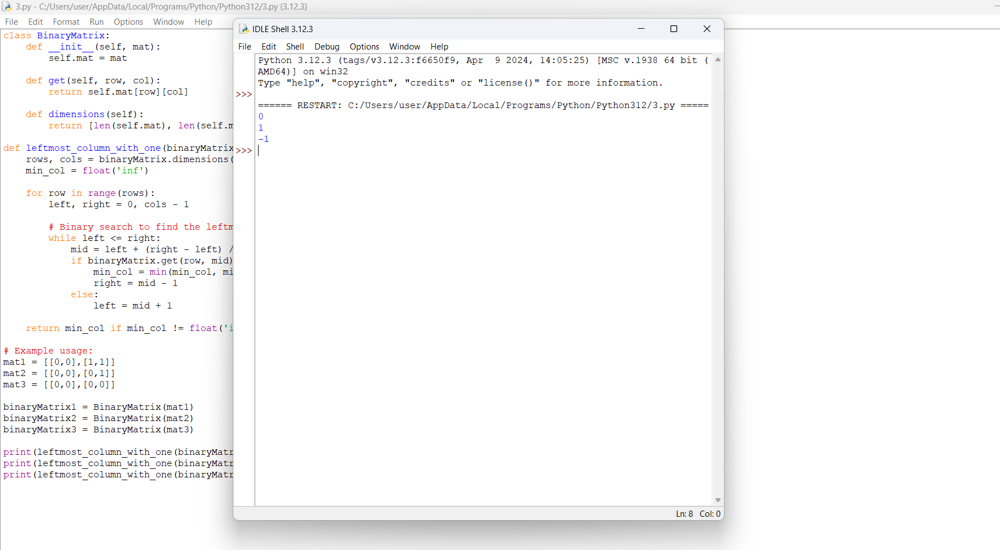 3.py - C:/Users/user/AppData/Local/Programs/Python/Python312/3.py (3.12.3)
File Edit Format Run Options Window Help
class BinaryMatrix:
    def __init__(self, mat):
        self.mat = mat
    def get(self, row, col):
        return self.mat[row][col]
    def dimensions(self):
        return [len(self.mat), len(self.m
def leftmost_column_with_one(binaryMatrix
    rows, cols = binaryMatrix.dimensions(
    min_col = float('inf')
    for row in range(rows):
        left, right = 0, cols - 1
        # Binary search to find the leftm
        while left <= right:
            mid = left + (right - left) /
            if binaryMatrix.get(row, mid)
                min_col = min(min_col, mi
                right = mid - 1
            else:
                left = mid + 1
    return min_col if min_col != float('i
# Example usage:
mat1 = [[0,0],[1,1]]
mat2 = [[0,0],[0,1]]
mat3 = [[0,0],[0,0]]
binaryMatrix1 = BinaryMatrix(mat1)
binaryMatrix2 = BinaryMatrix(mat2)
binaryMatrix3 = BinaryMatrix(mat3)
print(leftmost_column_with_one(binaryMatr
print(leftmost_column_with_one(binaryMatr
print(leftmost_column_with_one(binaryMatr
IDLE Shell 3.12.3
File Edit Shell Debug Options Window Help
Python 3.12.3 (tags/v3.12.3:f6650f9, Apr  9 2024, 14:05:25) [MSC v.1938 64 bit (
AMD64)] on win32
Type "help", "copyright", "credits" or "license()" for more information.
>>>
====== RESTART: C:/Users/user/AppData/Local/Programs/Python/Python312/3.py =====
0
1
-1
>>>
Ln: 8 Col: 0